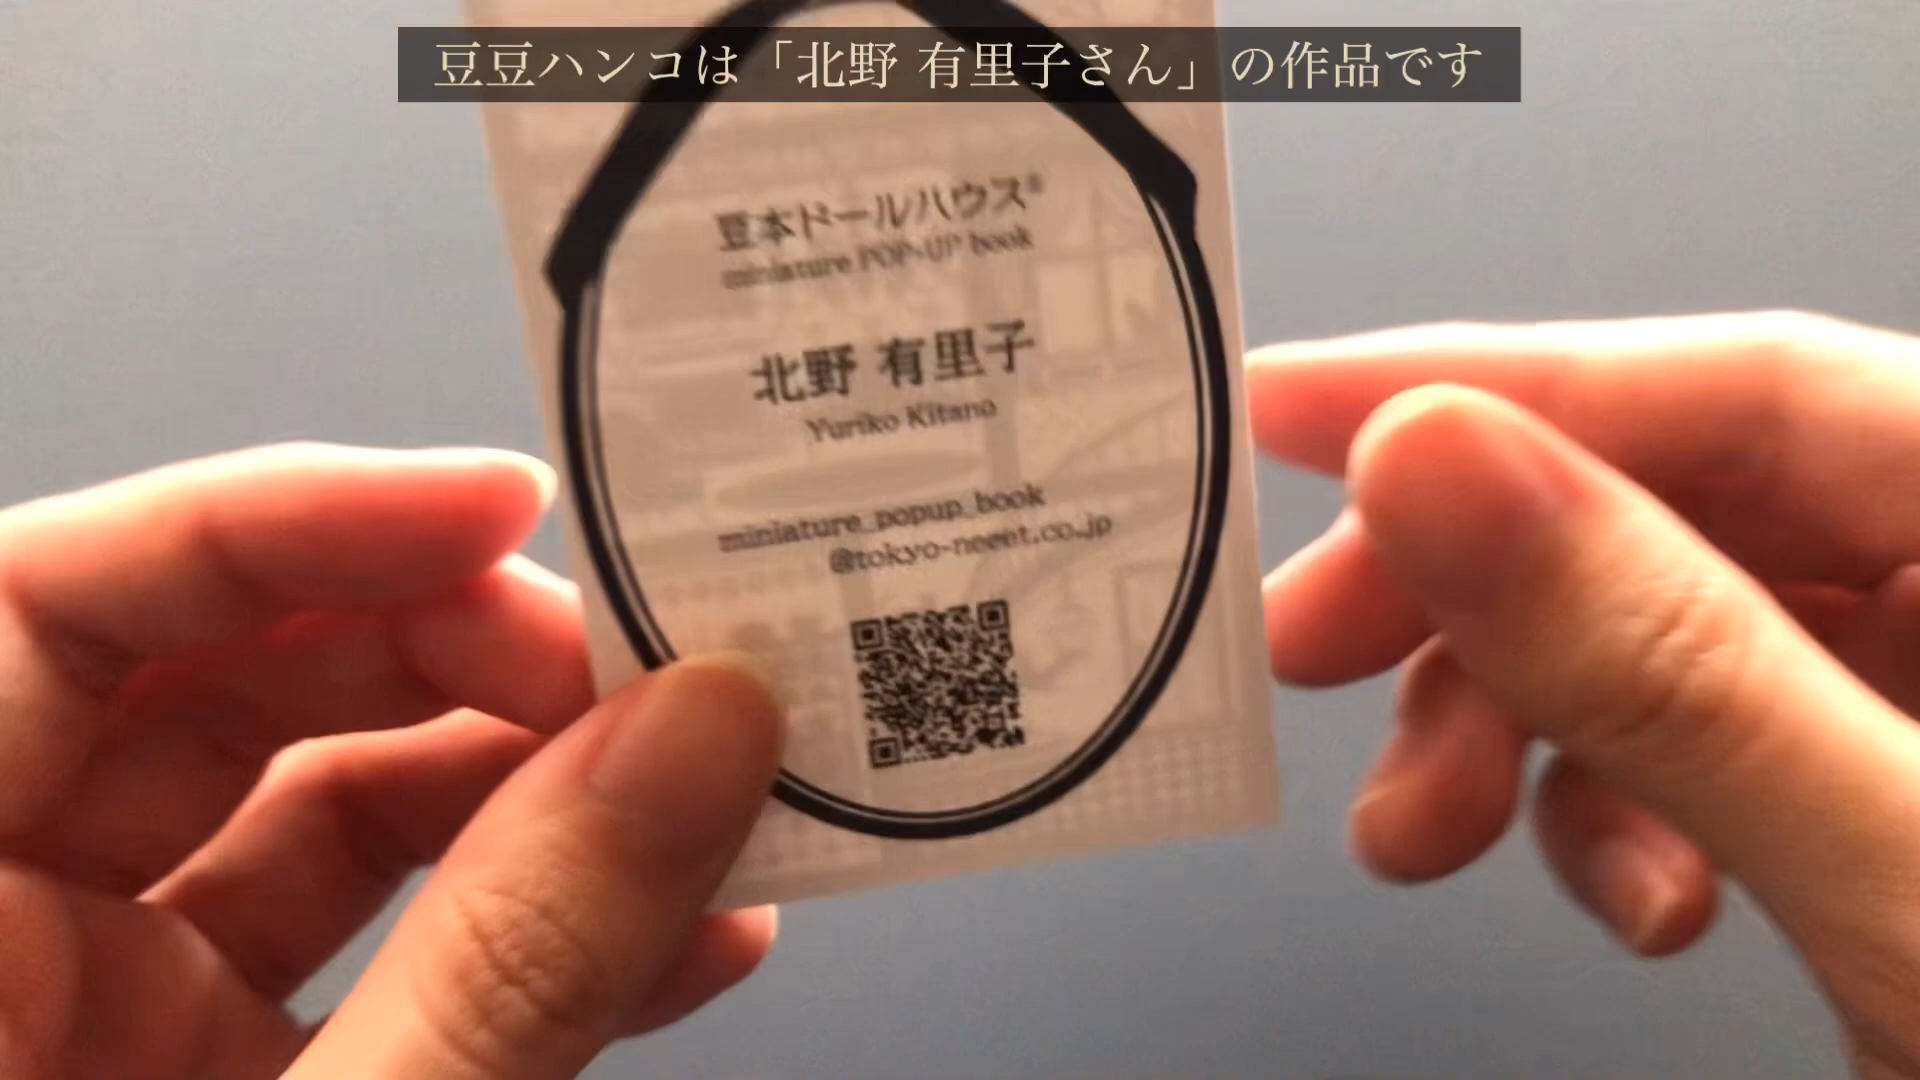 豆豆ハンコは「北野 有里子さん」の作品です
豆本ドールハウス®
miniature POP-UP book
北野 有里子
Yuriko Kitano
miniature_popup_book
@tokyo-neeet.co.jp